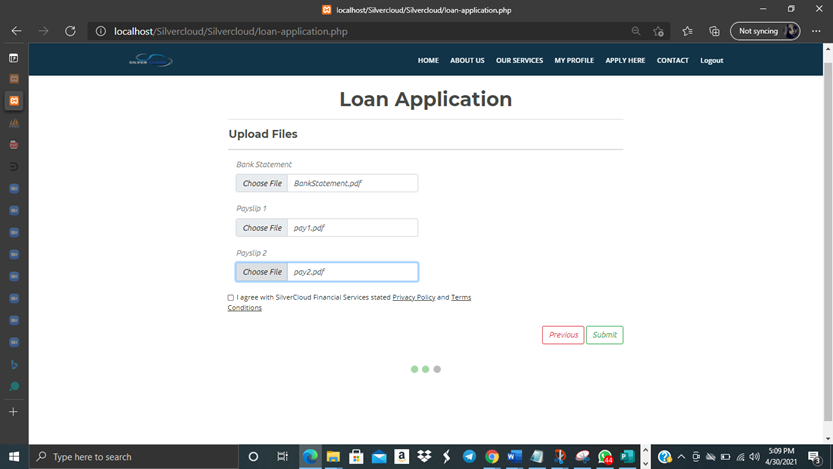 localhost/Silvercloud/Silvercloud/loan-application.php
localhost/Silvercloud/Silvercloud/loan-application.php
Not syncing
SILVER
HOME ABOUT US OUR SERVICES MY PROFILE APPLY HERE CONTACT Logout
Loan Application
Upload Files
Bank Statement
Choose File BankStatement.pdf
Payslip 1
Choose File pay1.pdf
Payslip 2
Choose File pay2.pdf
I agree with SilverCloud Financial Services stated Privacy Policy and Terms
Conditions
Previous Submit
Type here to search
44
5:09 PM
4/30/2021
3